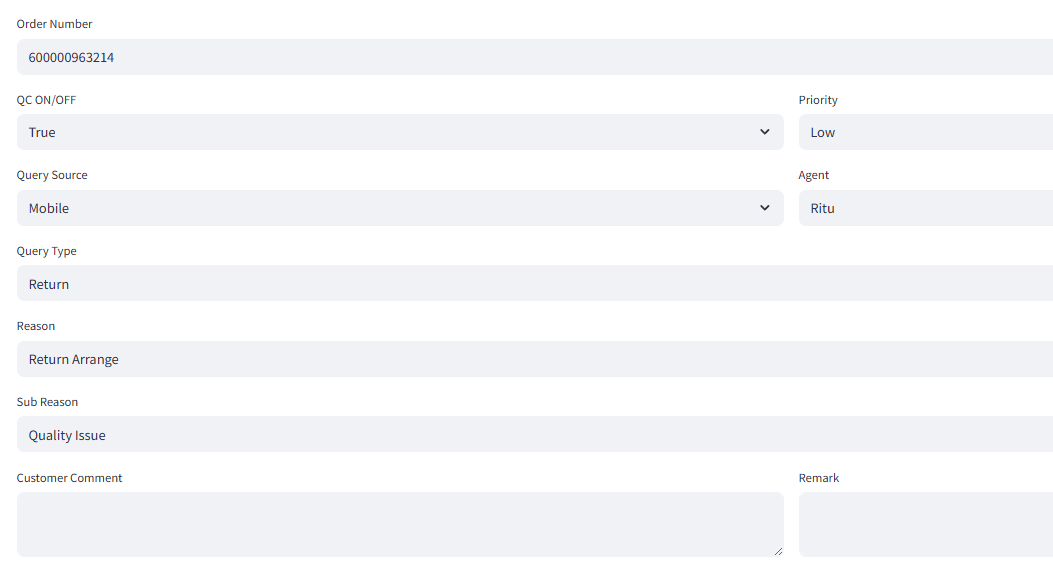 Order Number
600000963214
QC ON/OFF
Priority
True
Low
Query Source
Agent
Mobile
Ritu
Query Type
Return
Reason
Return Arrange
Sub Reason
Quality Issue
Customer Comment
Remark